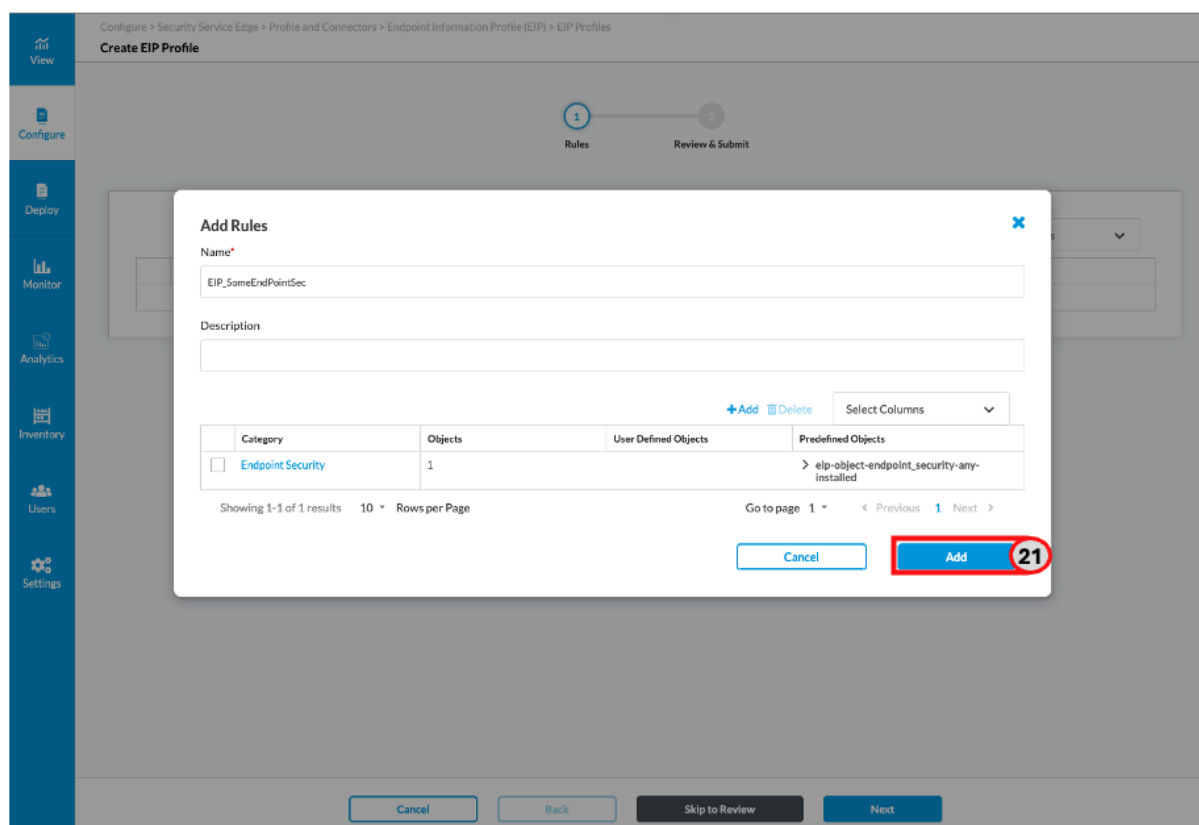 Configure > Security Service Edge > Profile and Connectors > Endpoint Information Profile (EIP) > EIP Profiles
Create EIP Profile
View
Configure
Deploy
Monitor
Analytics
Inventory
Users
Settings
1
2
Rules
Review & Submit
Add Rules
Name*
EIP_SomeEndPointSec
Description
+Add Delete Select Columns
Category Objects User Defined Objects Predefined Objects
Endpoint Security 1 > eip-object-endpoint_security-any-
installed
Showing 1-1 of 1 results 10 Rows per Page Go to page 1 < Previous 1 Next >
Cancel Add 21
Cancel Back Skip to Review Next